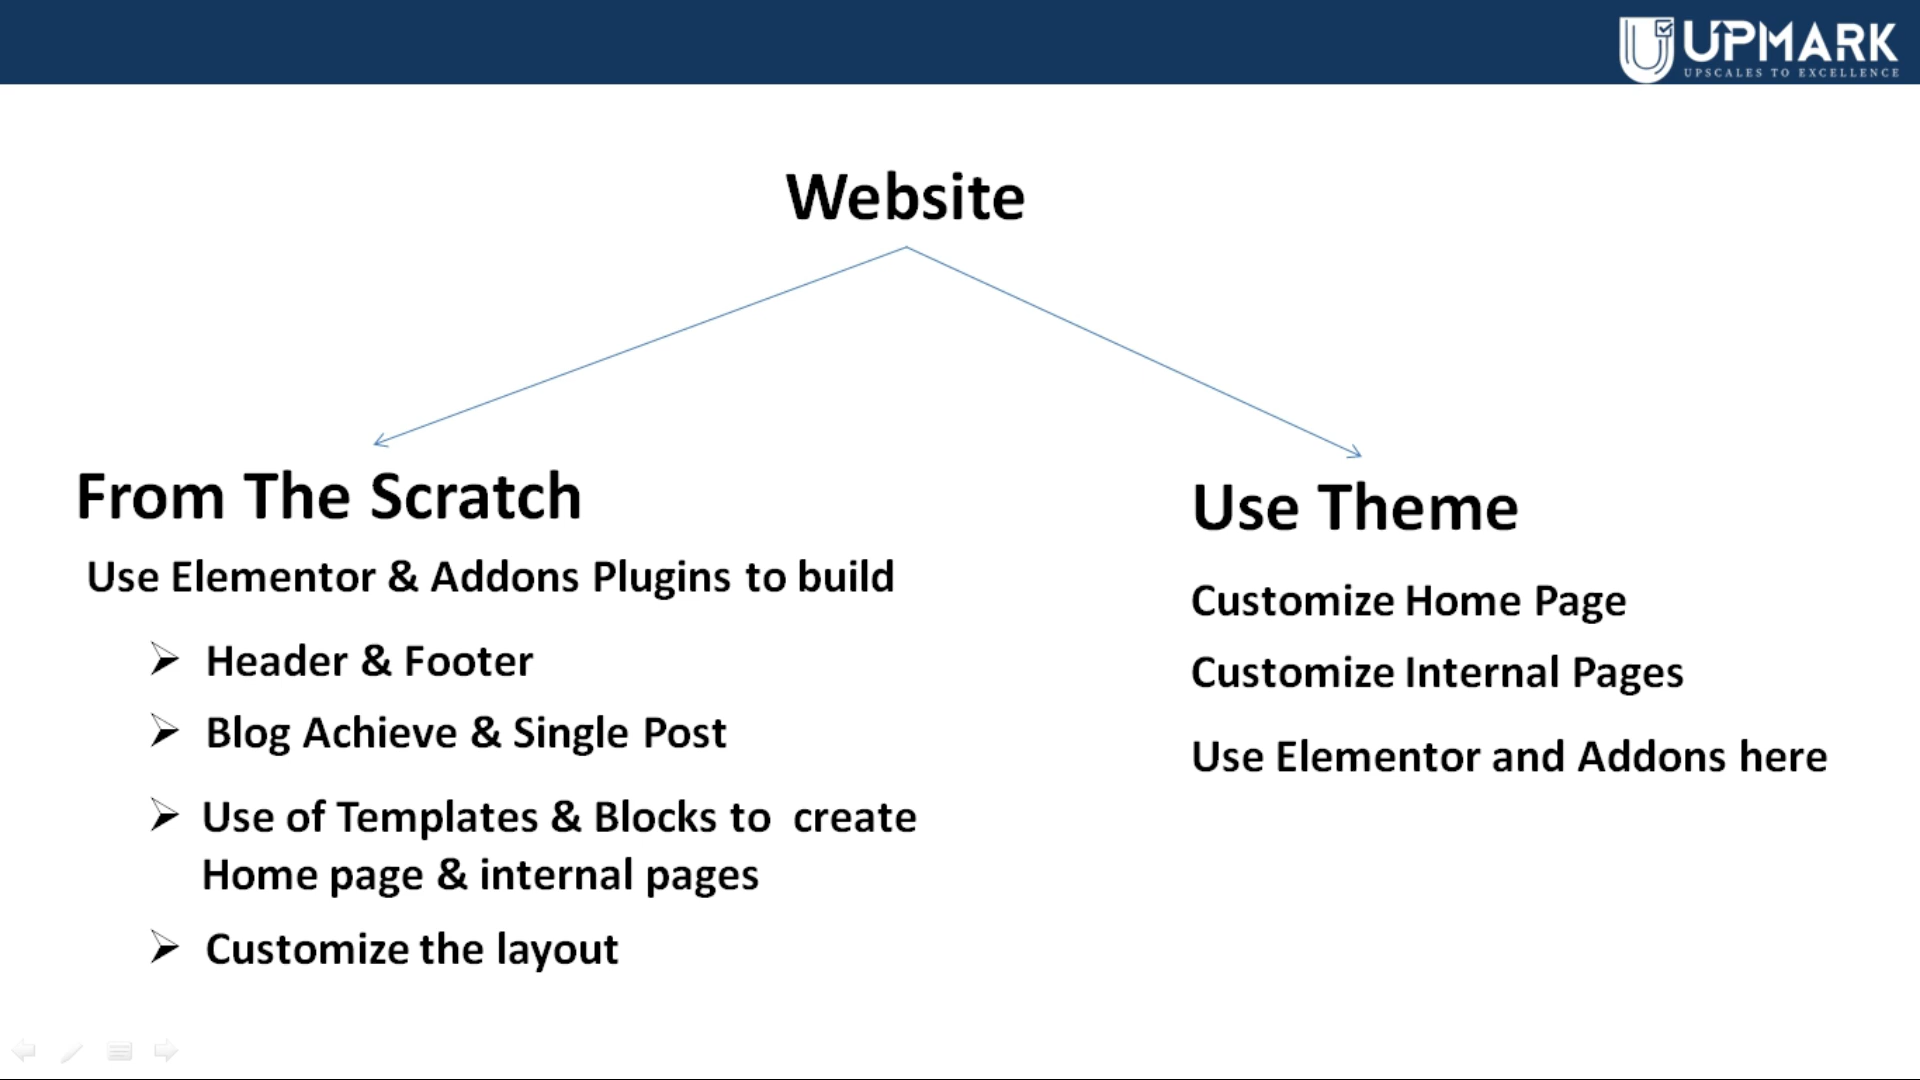 UPMARK
UPSCALES TO EXCELLENCE
Website
From The Scratch
Use Elementor & Addons Plugins to build
Header & Footer
Blog Achieve & Single Post
Use of Templates & Blocks to create
Home page & internal pages
Customize the layout
Use Theme
Customize Home Page
Customize Internal Pages
Use Elementor and Addons here